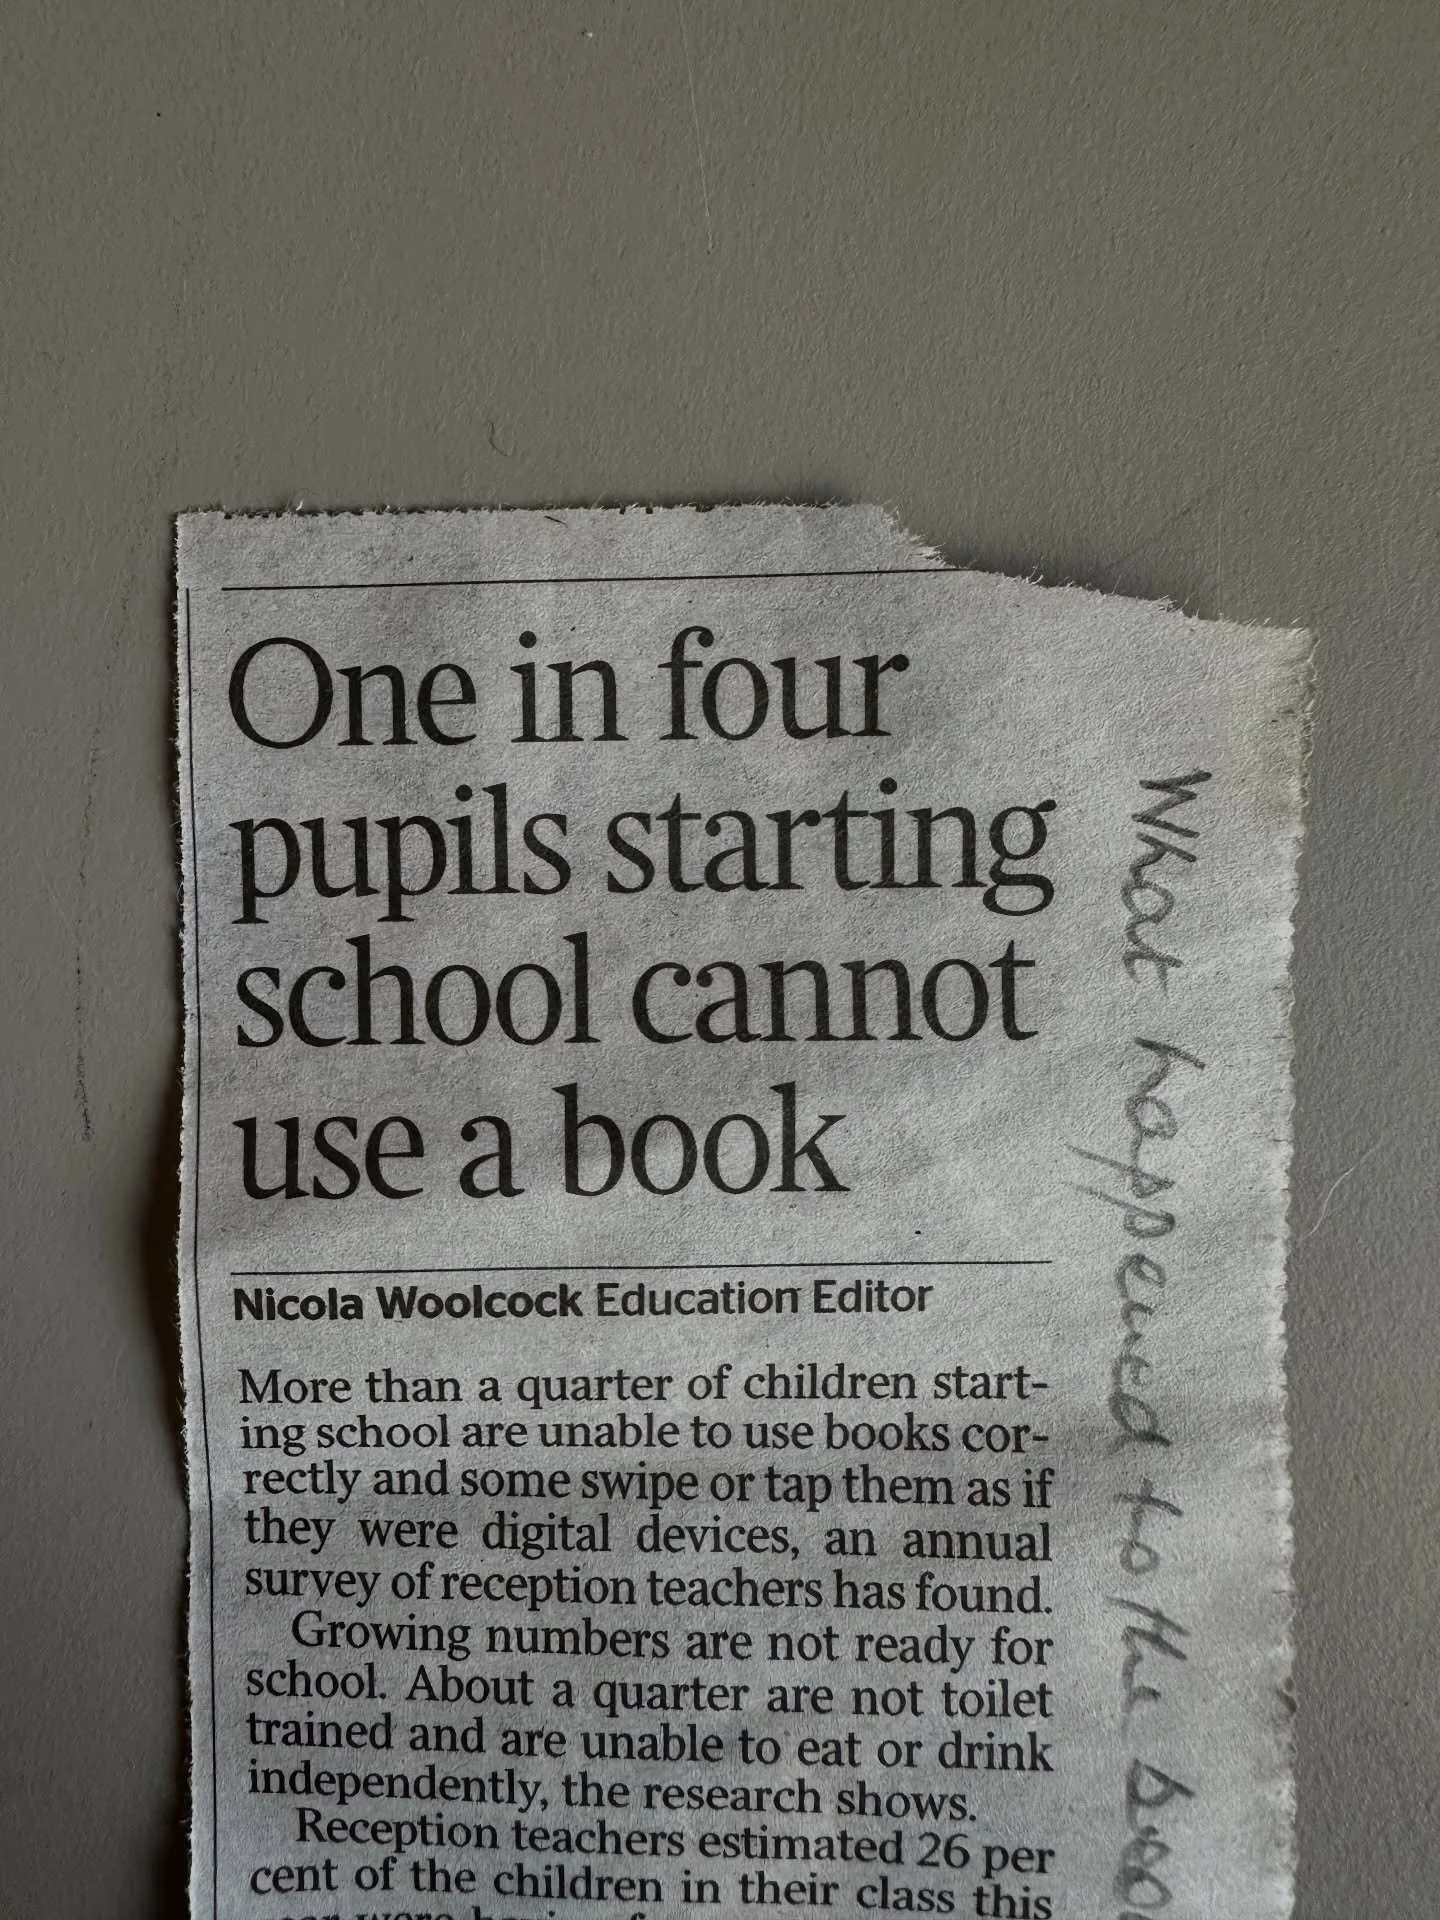 One in four
pupils starting
school cannot
use a book
Nicola Woolcock Education Editor
More than a quarter of children start-
ing school are unable to use books cor-
rectly and some swipe or tap them as if
they were digital devices, an annual
survey of reception teachers has found.
Growing numbers are not ready for
school. About a quarter are not toilet
trained and are unable to eat or drink
independently, the research shows.
Reception teachers estimated 26 per
cent of the children in their class this
What happened to the